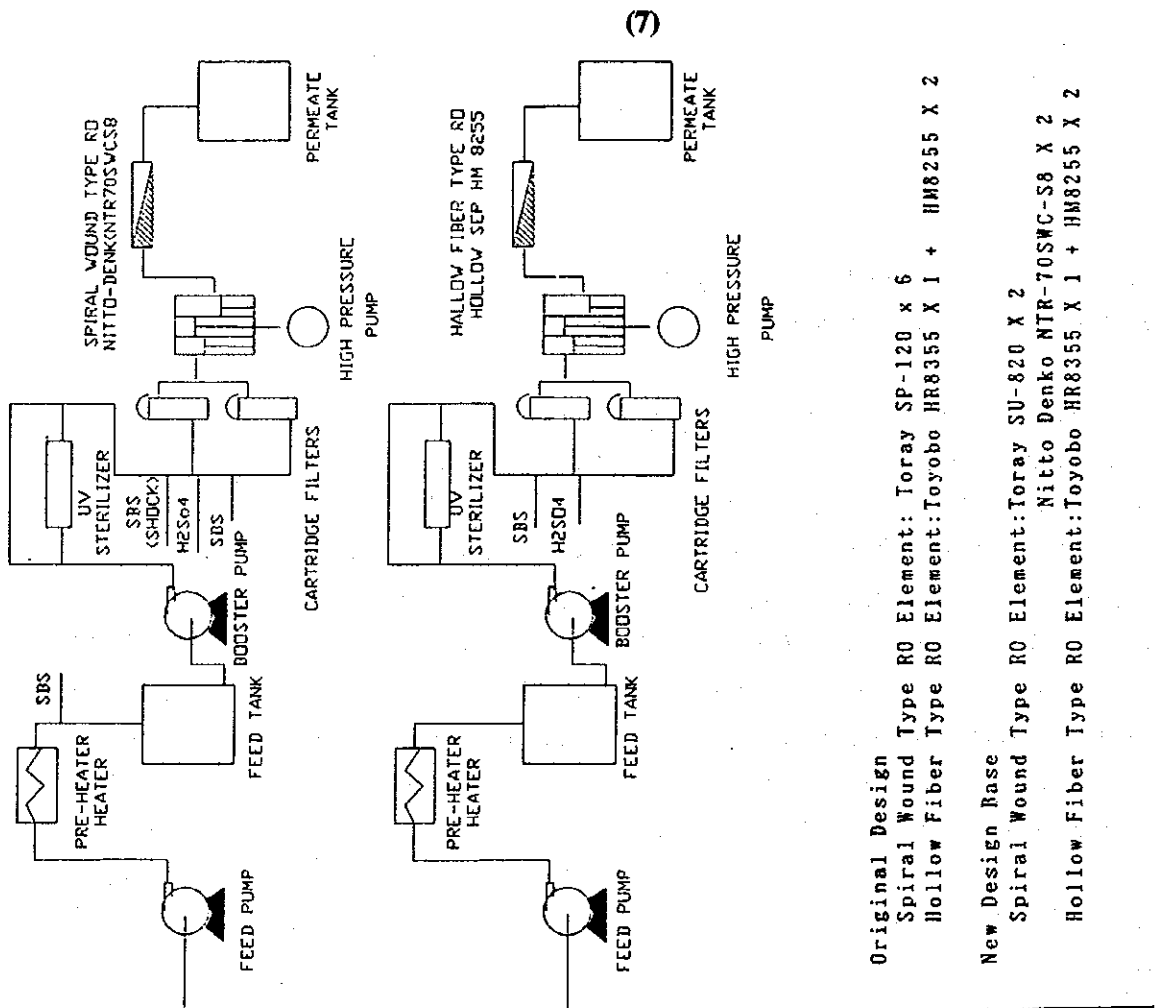 (7)
SPIRAL WOUND TYPE RO
NITTO-DENK<NTR70SWCS8
PERMEATE
TANK
HIGH PRESSURE
PUMP
CARTRIDGE FILTERS
UV
STERILIZER
SBS
<SHOCK>
H2So4
SBS
BOOSTER PUMP
SBS
FEED TANK
PRE-HEATER
HEATER
FEED PUMP
HALLOW FIBER TYPE RO
HOLLOW SEP HM 8255
PERMEATE
TANK
HIGH PRESSURE
PUMP
CARTRIDGE FILTERS
UV
STERILIZER
SBS
H2SO4
BOOSTER PUMP
FEED TANK
PRE-HEATER
HEATER
FEED PUMP
Original Design
Spiral Wound Type RO Element: Toray SP-120 x 6
Hollow Fiber Type RO Element:Toyobo HR8355 X 1 + HM8255 X 2
New Design Base
Spiral Wound Type RO Element:Toray SU-820 X 2
Nitto Denko NTR-70SWC-S8 X 2
Hollow Fiber Type RO Element:Toyobo HR8355 X 1 + HM8255 X 2